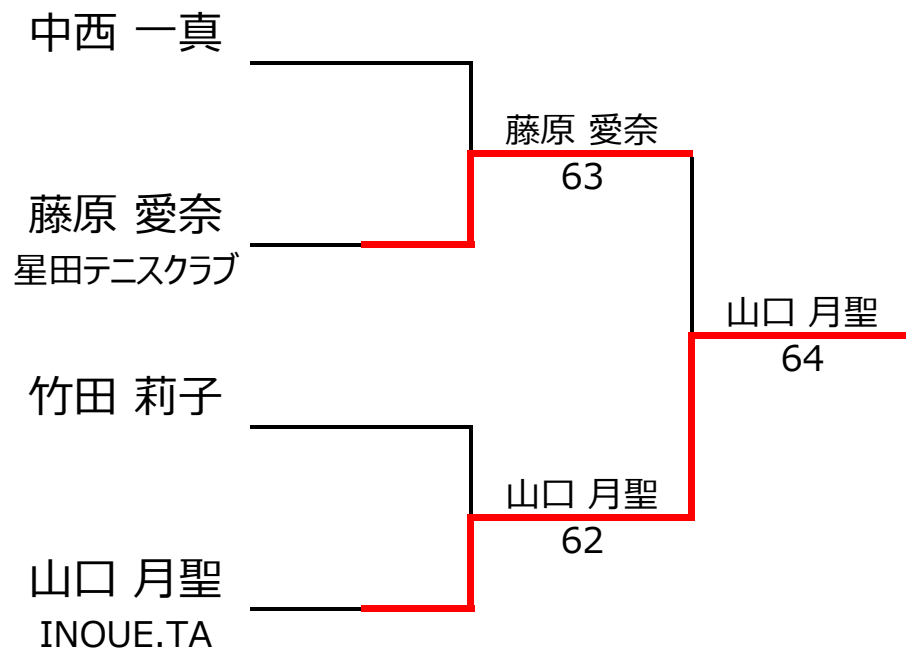 中西 一真
藤原 愛奈
63
藤原 愛奈
星田テニスクラブ
山口 月聖
64
竹田 莉子
山口 月聖
62
山口 月聖
INOUE.TA